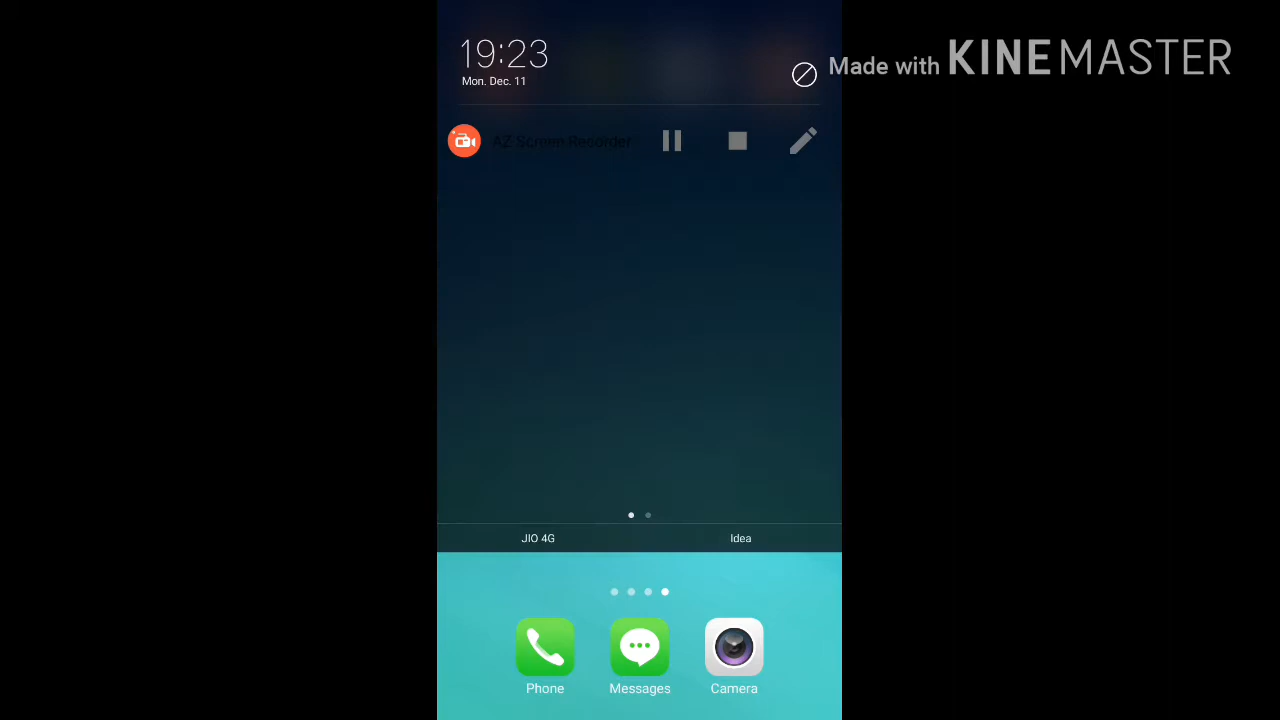 19:23
Mon. Dec. 11
Made with KINEMASTER
AZ Screen Recorder
JIO 4G
Idea
Phone
Messages
Camera